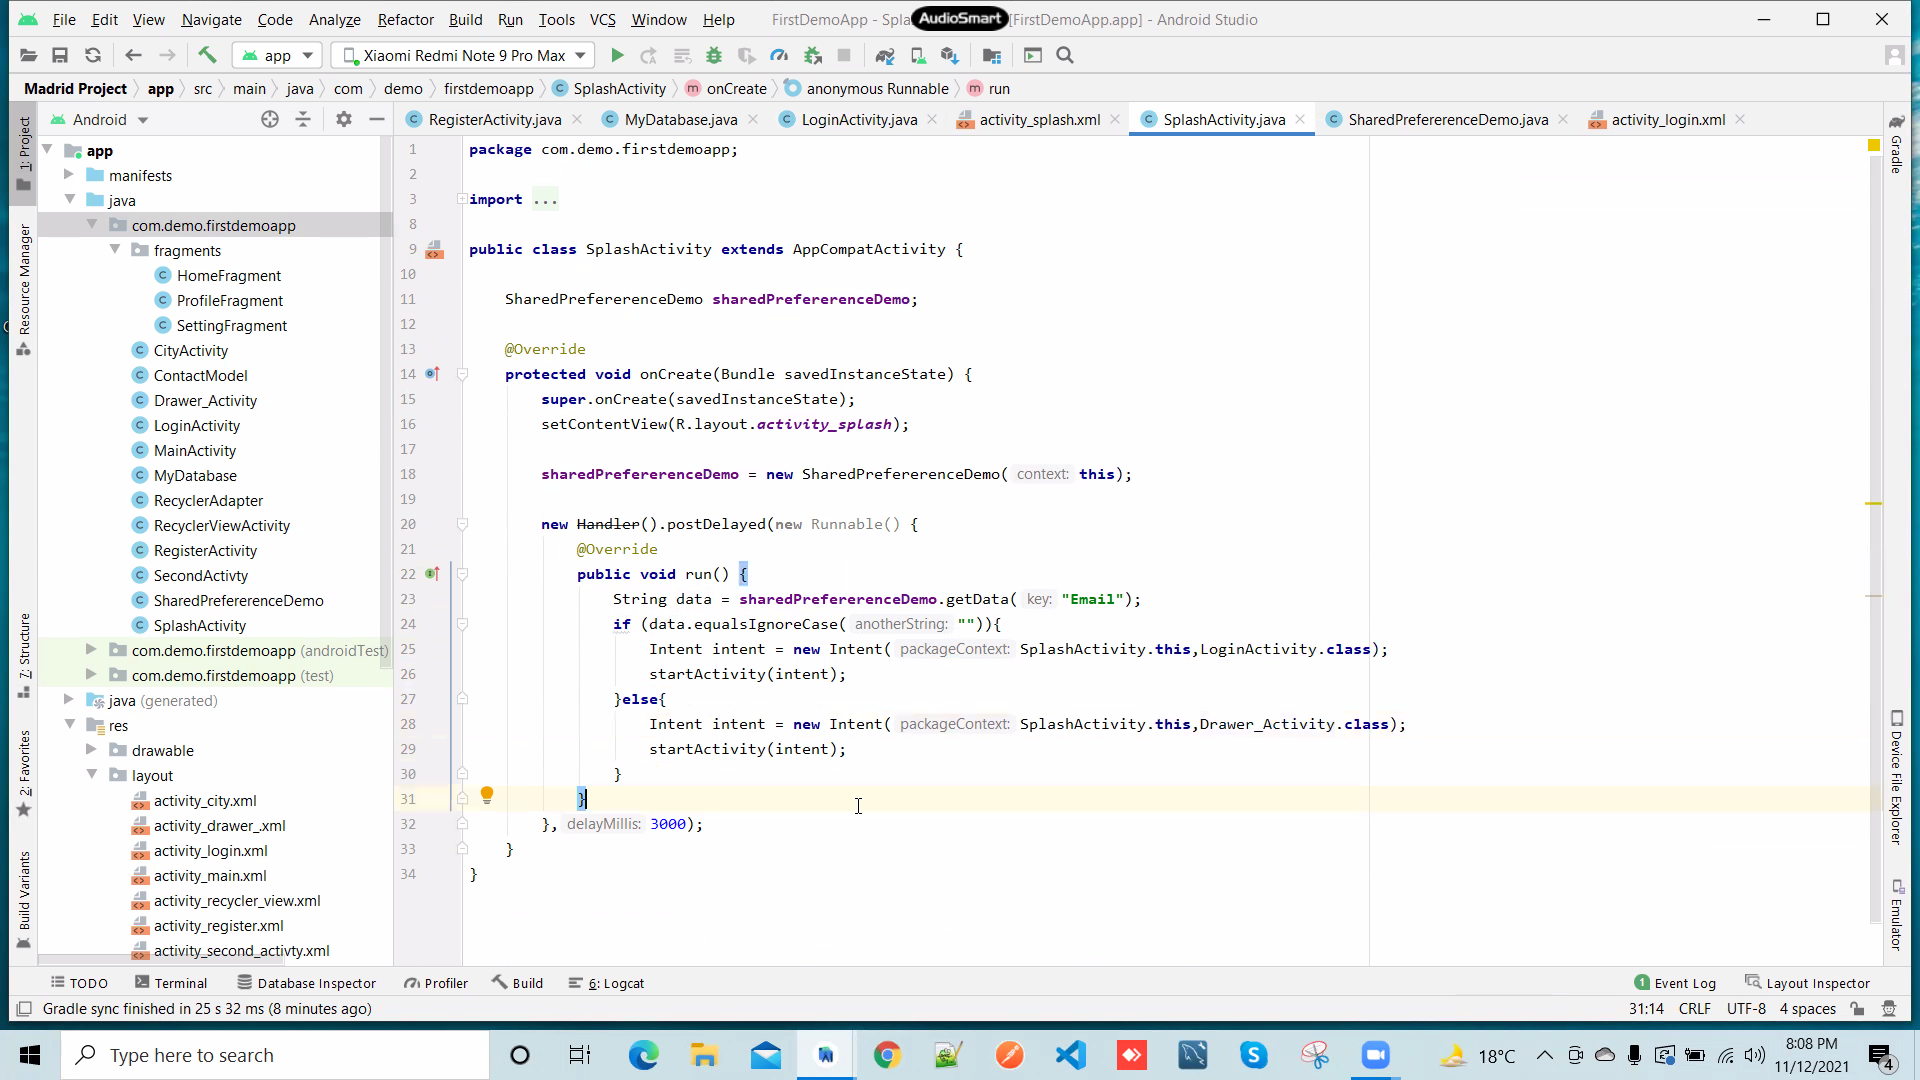 File Edit View Navigate Code Analyze Refactor Build Run Tools VCS Window Help FirstDemoApp - Spla AudioSmart [FirstDemoApp.app] - Android Studio
app Xiaomi Redmi Note 9 Pro Max
Madrid Project app src main java com demo firstdemoapp SplashActivity onCreate anonymous Runnable run
Android RegisterActivity.java MyDatabase.java LoginActivity.java activity_splash.xml SplashActivity.java SharedPrefererenceDemo.java activity_login.xml
1: Project
Resource Manager
7: Structure
2: Favorites
Build Variants
app
manifests
java
com.demo.firstdemoapp
fragments
HomeFragment
ProfileFragment
SettingFragment
CityActivity
ContactModel
Drawer_Activity
LoginActivity
MainActivity
MyDatabase
RecyclerAdapter
RecyclerViewActivity
RegisterActivity
SecondActivty
SharedPrefererenceDemo
SplashActivity
com.demo.firstdemoapp (androidTest)
com.demo.firstdemoapp (test)
java (generated)
res
drawable
layout
activity_city.xml
activity_drawer_.xml
activity_login.xml
activity_main.xml
activity_recycler_view.xml
activity_register.xml
activity_second_activty.xml
1 package com.demo.firstdemoapp;
2
3 import ...
8
9 public class SplashActivity extends AppCompatActivity {
10
11 SharedPrefererenceDemo sharedPrefererenceDemo;
12
13 @Override
14 protected void onCreate(Bundle savedInstanceState) {
15 super.onCreate(savedInstanceState);
16 setContentView(R.layout.activity_splash);
17
18 sharedPrefererenceDemo = new SharedPrefererenceDemo( context: this);
19
20 new Handler().postDelayed(new Runnable() {
21 @Override
22 public void run() {
23 String data = sharedPrefererenceDemo.getData( key: "Email");
24 if (data.equalsIgnoreCase( anotherString: "")){
25 Intent intent = new Intent( packageContext: SplashActivity.this,LoginActivity.class);
26 startActivity(intent);
27 }else{
28 Intent intent = new Intent( packageContext: SplashActivity.this,Drawer_Activity.class);
29 startActivity(intent);
30 }
31 }
32 }, delayMillis: 3000);
33 }
34 }
Gradle
Device File Explorer
Emulator
TODO Terminal Database Inspector Profiler Build 6: Logcat 1 Event Log Layout Inspector
Gradle sync finished in 25 s 32 ms (8 minutes ago) 31:14 CRLF UTF-8 4 spaces
Type here to search 18°C 8:08 PM
11/12/2021 4